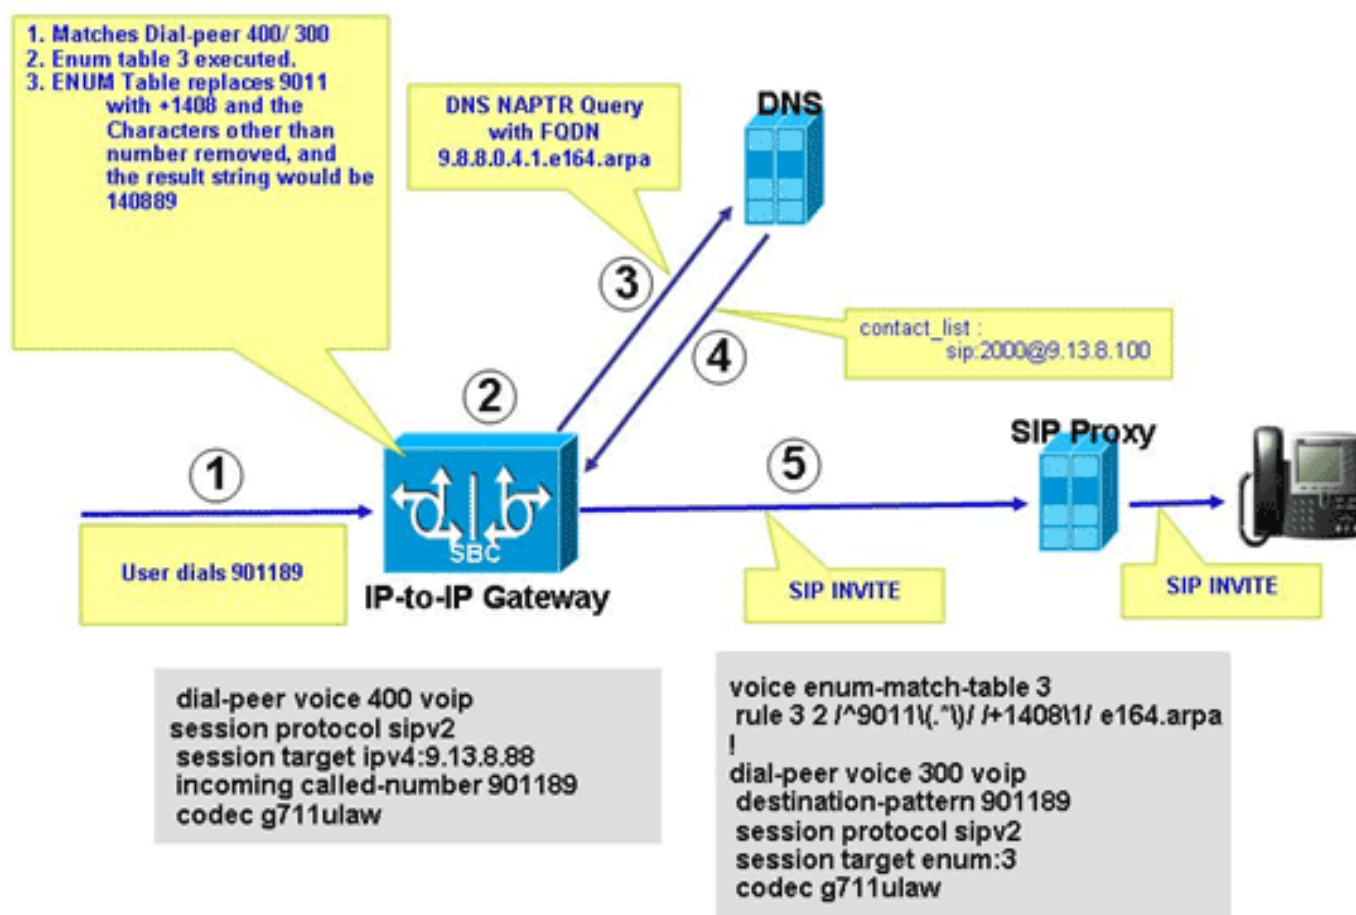 1. Matches Dial-peer 400/ 300
2. Enum table 3 executed.
3. ENUM Table replaces 9011
with +1408 and the
Characters other than
number removed, and
the result string would be
140889
DNS NAPTR Query
with FQDN
9.8.8.0.4.1.e164.arpa
DNS
3
4
contact_list :
sip:2000@9.13.8.100
2
SIP Proxy
1
5
SBC
User dials 901189
IP-to-IP Gateway
SIP INVITE
SIP INVITE
dial-peer voice 400 voip
session protocol sipv2
session target ipv4:9.13.8.88
incoming called-number 901189
codec g711ulaw
voice enum-match-table 3
rule 3 2 /^9011\(.*\)/ /+1408\1/ e164.arpa
!
dial-peer voice 300 voip
destination-pattern 901189
session protocol sipv2
session target enum:3
codec g711ulaw